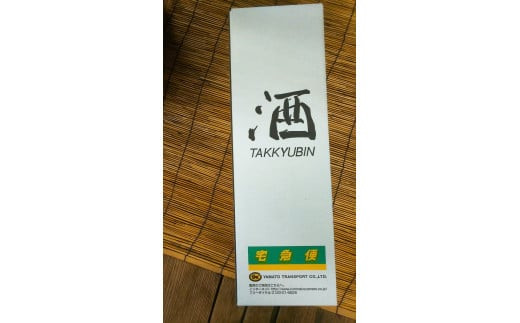 酒
TAKKYUBIN
宅急便
YAMATO TRANSPORT CO.,LTD.